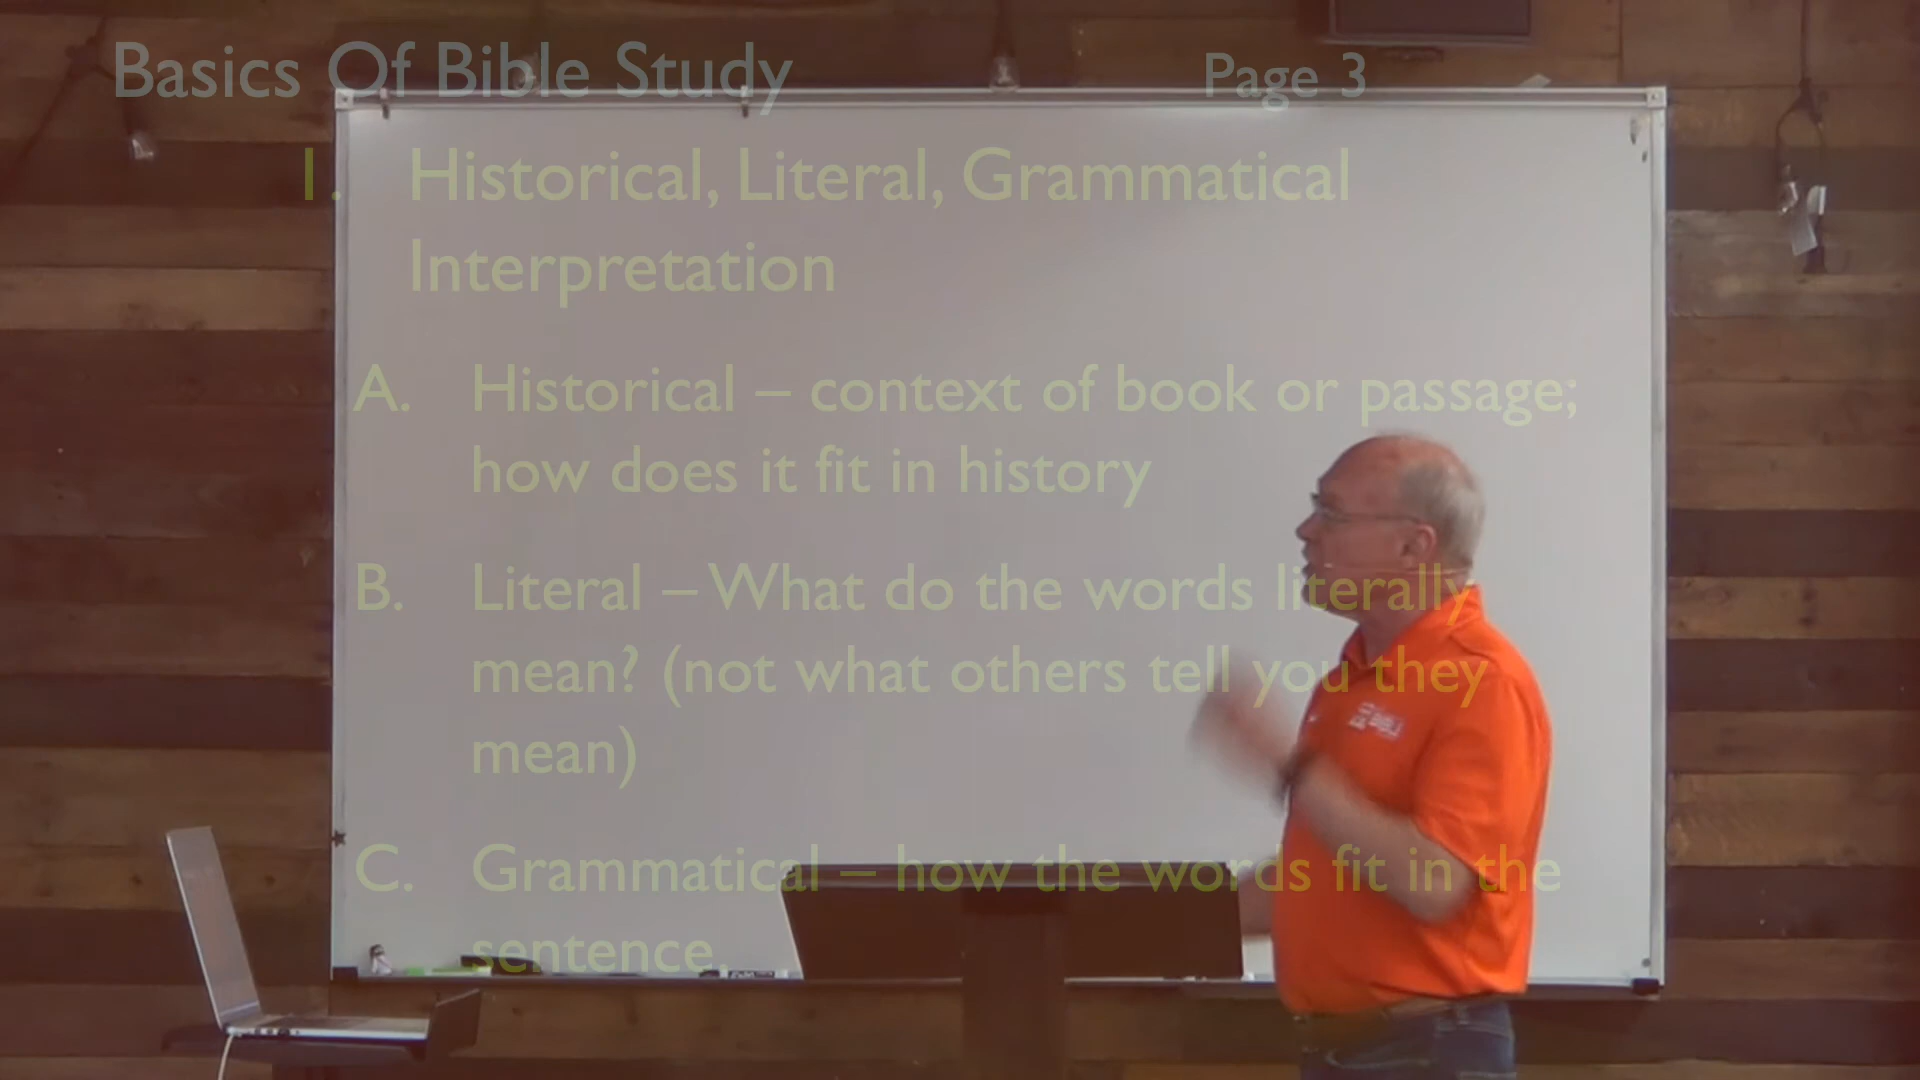 Basics Of Bible Study Page 3
1. Historical, Literal, Grammatical
Interpretation
A. Historical – context of book or passage;
how does it fit in history
B. Literal – What do the words literally
mean? (not what others tell you they
mean)
C. Grammatical – how the words fit in the
sentence.